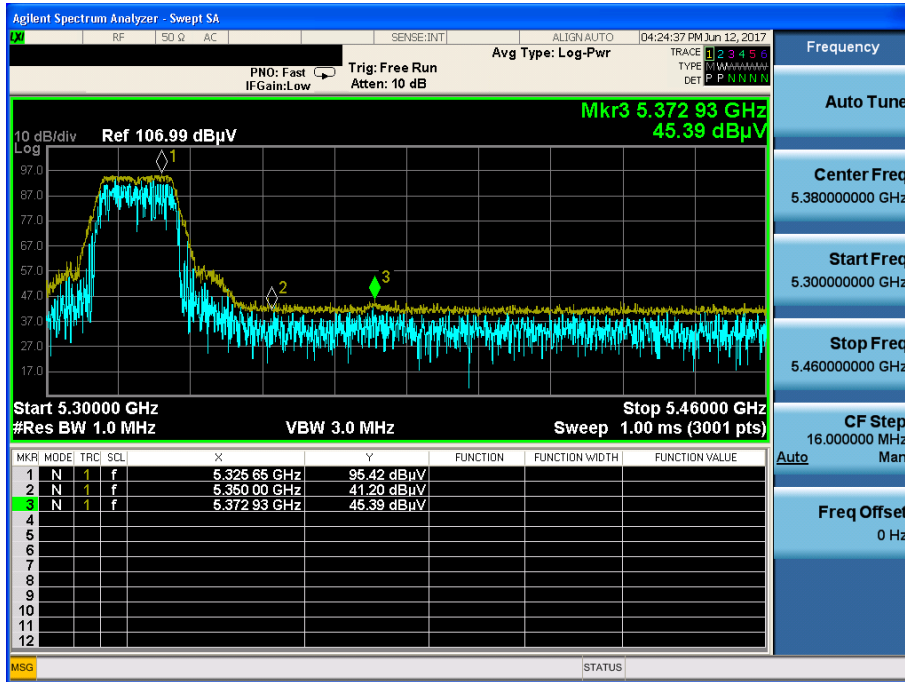 Agilent Spectrum Analyzer - Swept SA
LXI RF 50 Ω AC SENSE:INT ALIGN AUTO 04:24:37 PM Jun 12, 2017
Avg Type: Log-Pwr TRACE 1 2 3 4 5 6
PNO: Fast Trig: Free Run TYPE M W W W W W
IFGain:Low Atten: 10 dB DET P P N N N N
Mkr3 5.372 93 GHz
10 dB/div Ref 106.99 dBµV 45.39 dBµV
Log
97.0
87.0
77.0
67.0
57.0
47.0
37.0
27.0
17.0
1
2
3
Start 5.30000 GHz Stop 5.46000 GHz
#Res BW 1.0 MHz VBW 3.0 MHz Sweep 1.00 ms (3001 pts)
MKR MODE TRC SCL X Y FUNCTION FUNCTION WIDTH FUNCTION VALUE
1 N 1 f 5.325 65 GHz 95.42 dBµV
2 N 1 f 5.350 00 GHz 41.20 dBµV
3 N 1 f 5.372 93 GHz 45.39 dBµV
4
5
6
7
8
9
10
11
12
MSG STATUS
Frequency
Auto Tune
Center Freq
5.380000000 GHz
Start Freq
5.300000000 GHz
Stop Freq
5.460000000 GHz
CF Step
16.000000 MHz
Auto Man
Freq Offset
0 Hz